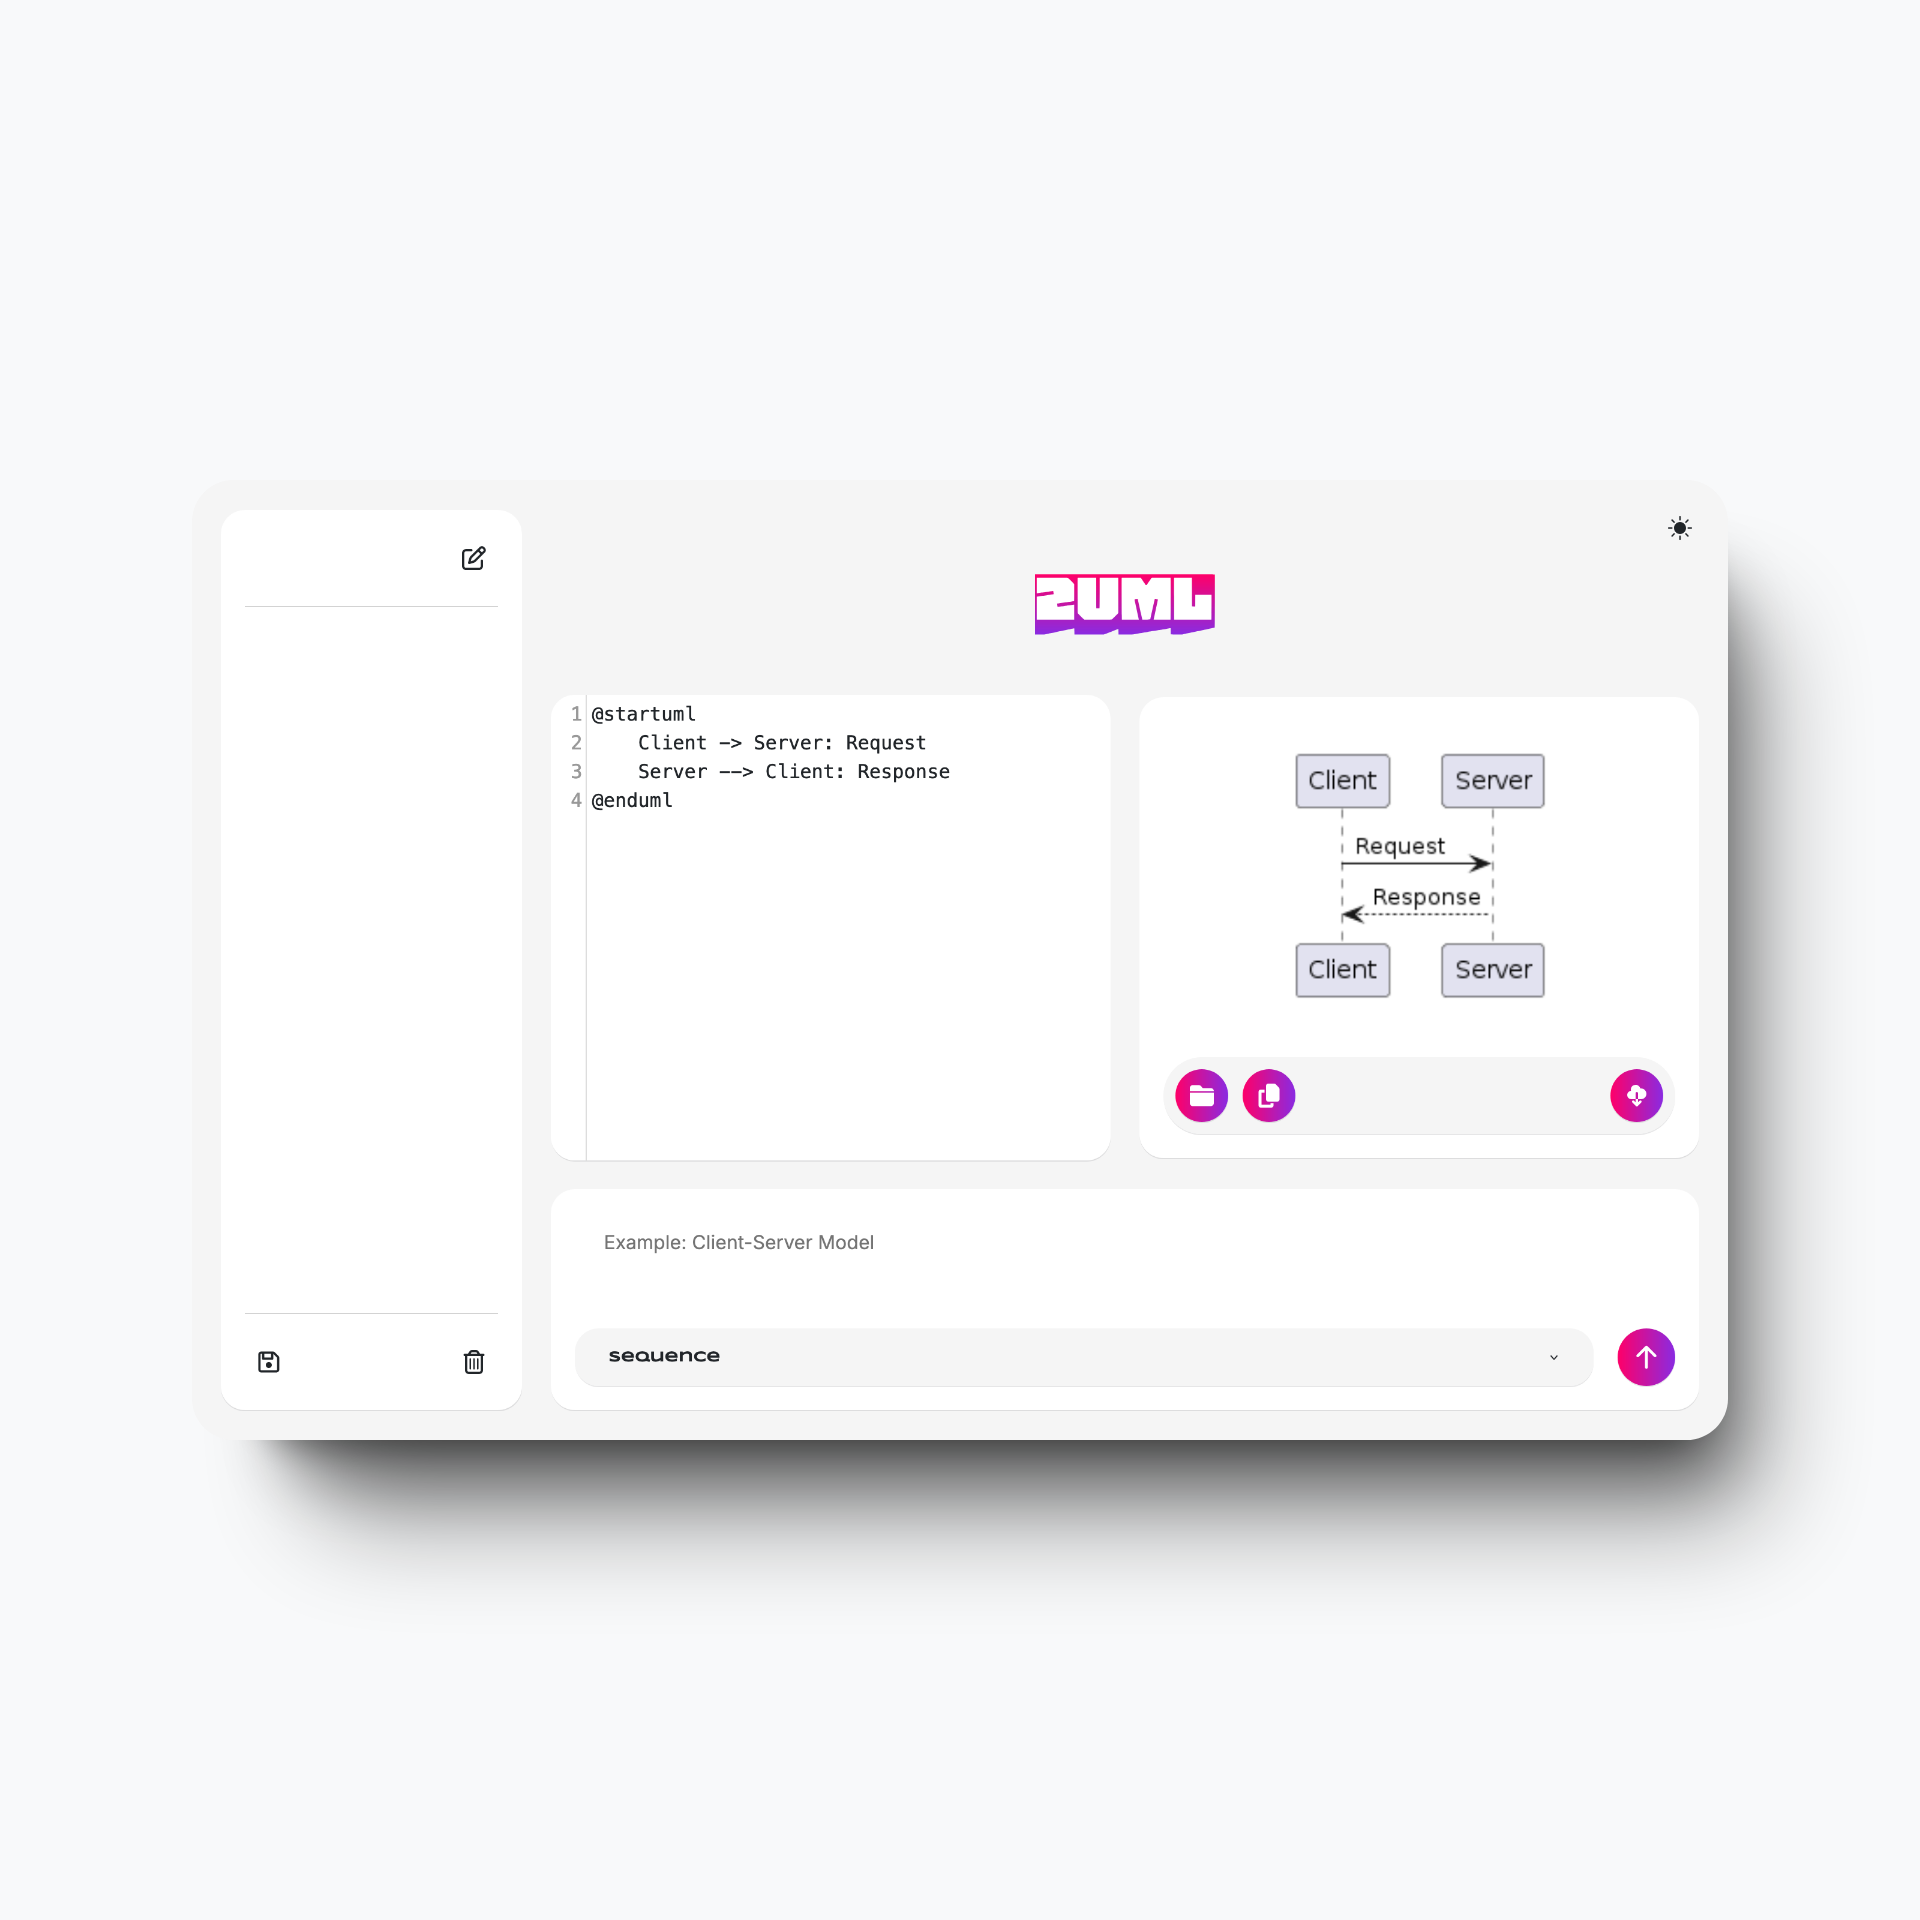 2UML
1 @startuml
2 Client -> Server: Request
3 Server --> Client: Response
4 @enduml
Client Server
Request
Response
Client Server
Example: Client-Server Model
sequence